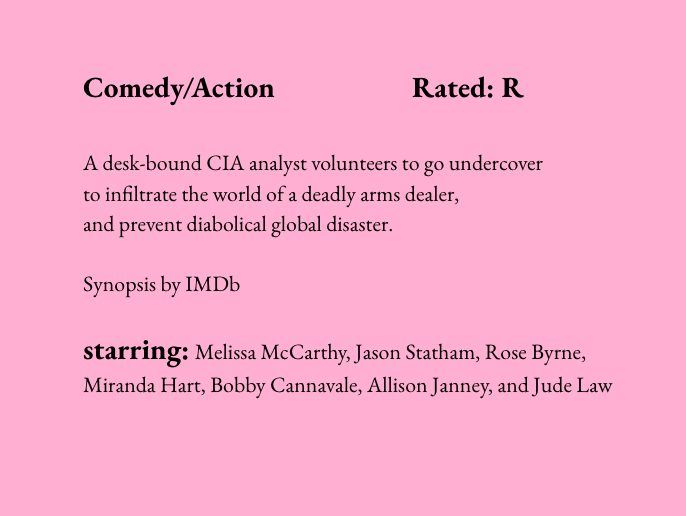 Comedy/Action Rated: R
A desk-bound CIA analyst volunteers to go undercover
to infiltrate the world of a deadly arms dealer,
and prevent diabolical global disaster.
Synopsis by IMDb
starring: Melissa McCarthy, Jason Statham, Rose Byrne,
Miranda Hart, Bobby Cannavale, Allison Janney, and Jude Law